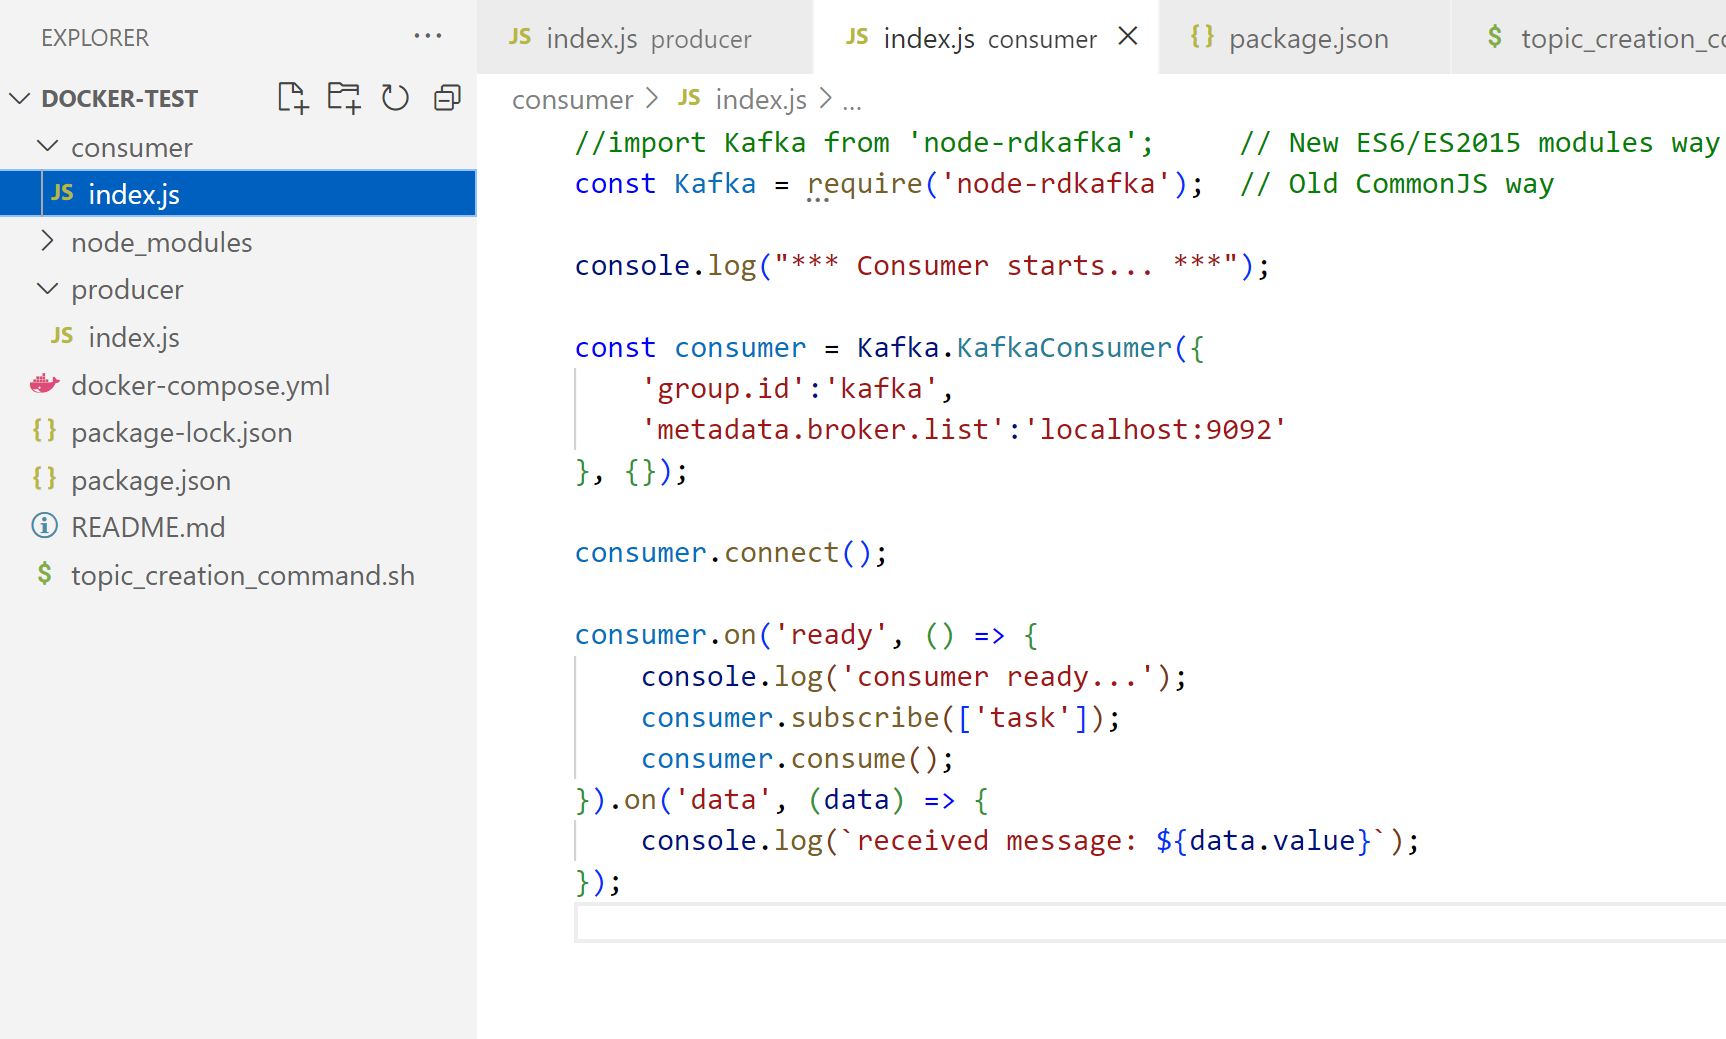 EXPLORER ...
DOCKER-TEST
consumer
JS index.js
node_modules
producer
JS index.js
docker-compose.yml
{} package-lock.json
{} package.json
README.md
$ topic_creation_command.sh
JS index.js producer
JS index.js consumer
{} package.json
$ topic_creation_co
consumer > JS index.js > ...
//import Kafka from 'node-rdkafka';     // New ES6/ES2015 modules way
const Kafka = require('node-rdkafka');  // Old CommonJS way
console.log("*** Consumer starts... ***");
const consumer = Kafka.KafkaConsumer({
    'group.id':'kafka',
    'metadata.broker.list':'localhost:9092'
}, {});
consumer.connect();
consumer.on('ready', () => {
    console.log('consumer ready...');
    consumer.subscribe(['task']);
    consumer.consume();
}).on('data', (data) => {
    console.log(`received message: ${data.value}`);
});